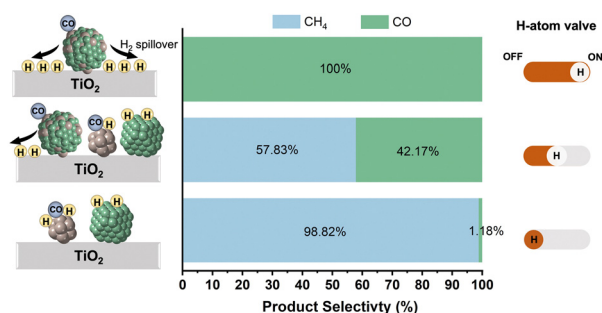 CH₄ CO
H-atom valve
OFF ON
H
CO
H₂ spillover
H H H H H H
TiO₂
100%
CO CO H H H
H H
TiO₂
57.83% 42.17%
H
H CO H H H
TiO₂
98.82% 1.18%
H
0 10 20 30 40 50 60 70 80 90 100
Product Selectivty (%)